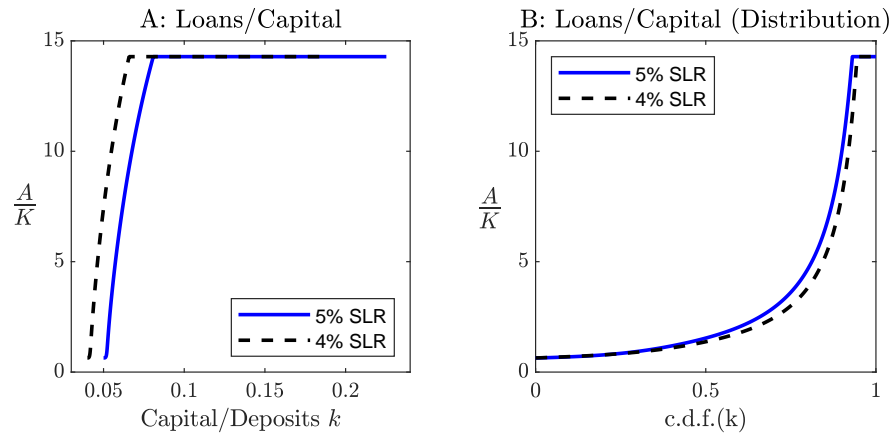 A: Loans/Capital
15
10
5
0
A
K
0.05 0.1 0.15 0.2
Capital/Deposits k
5% SLR
4% SLR
B: Loans/Capital (Distribution)
15
10
5
0
A
K
0 0.5 1
c.d.f.(k)
5% SLR
4% SLR